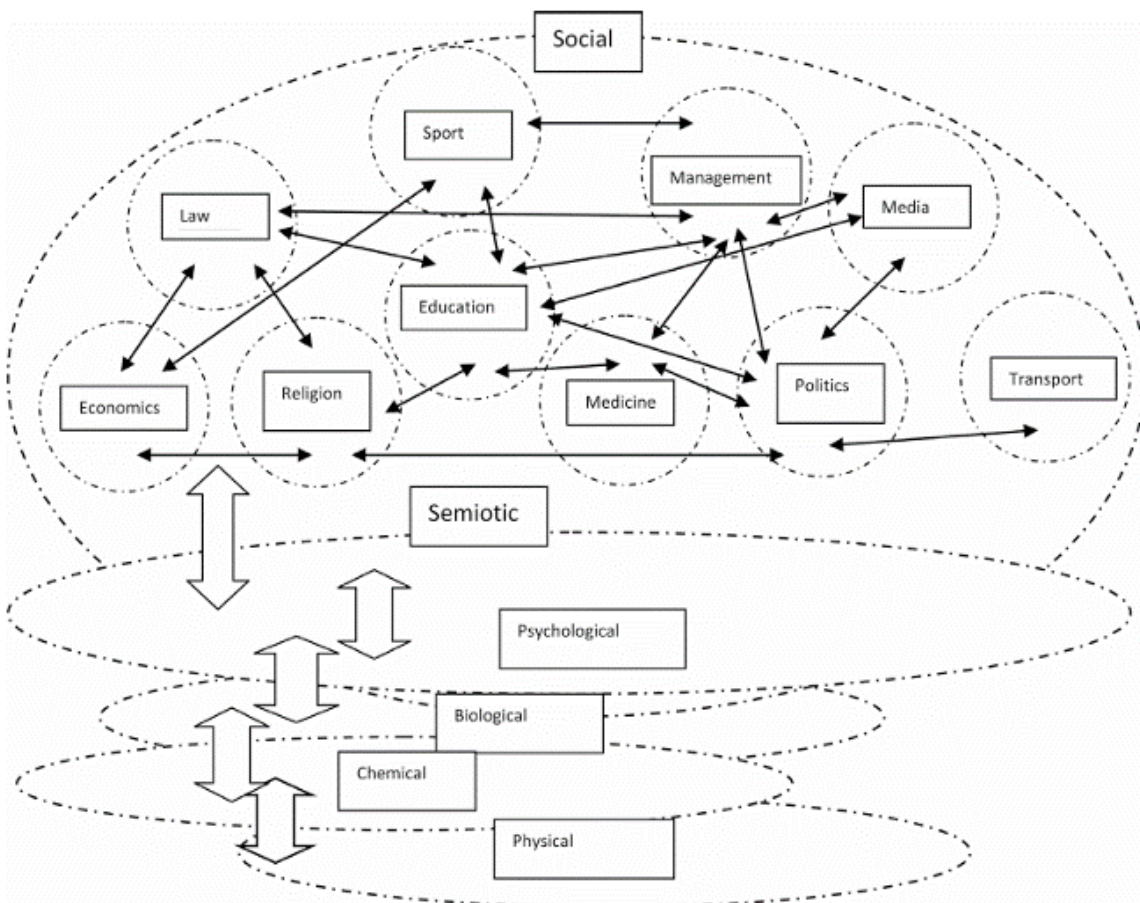 Social
Sport
Management
Law
Media
Education
Economics
Religion
Medicine
Politics
Transport
Semiotic
Psychological
Biological
Chemical
Physical